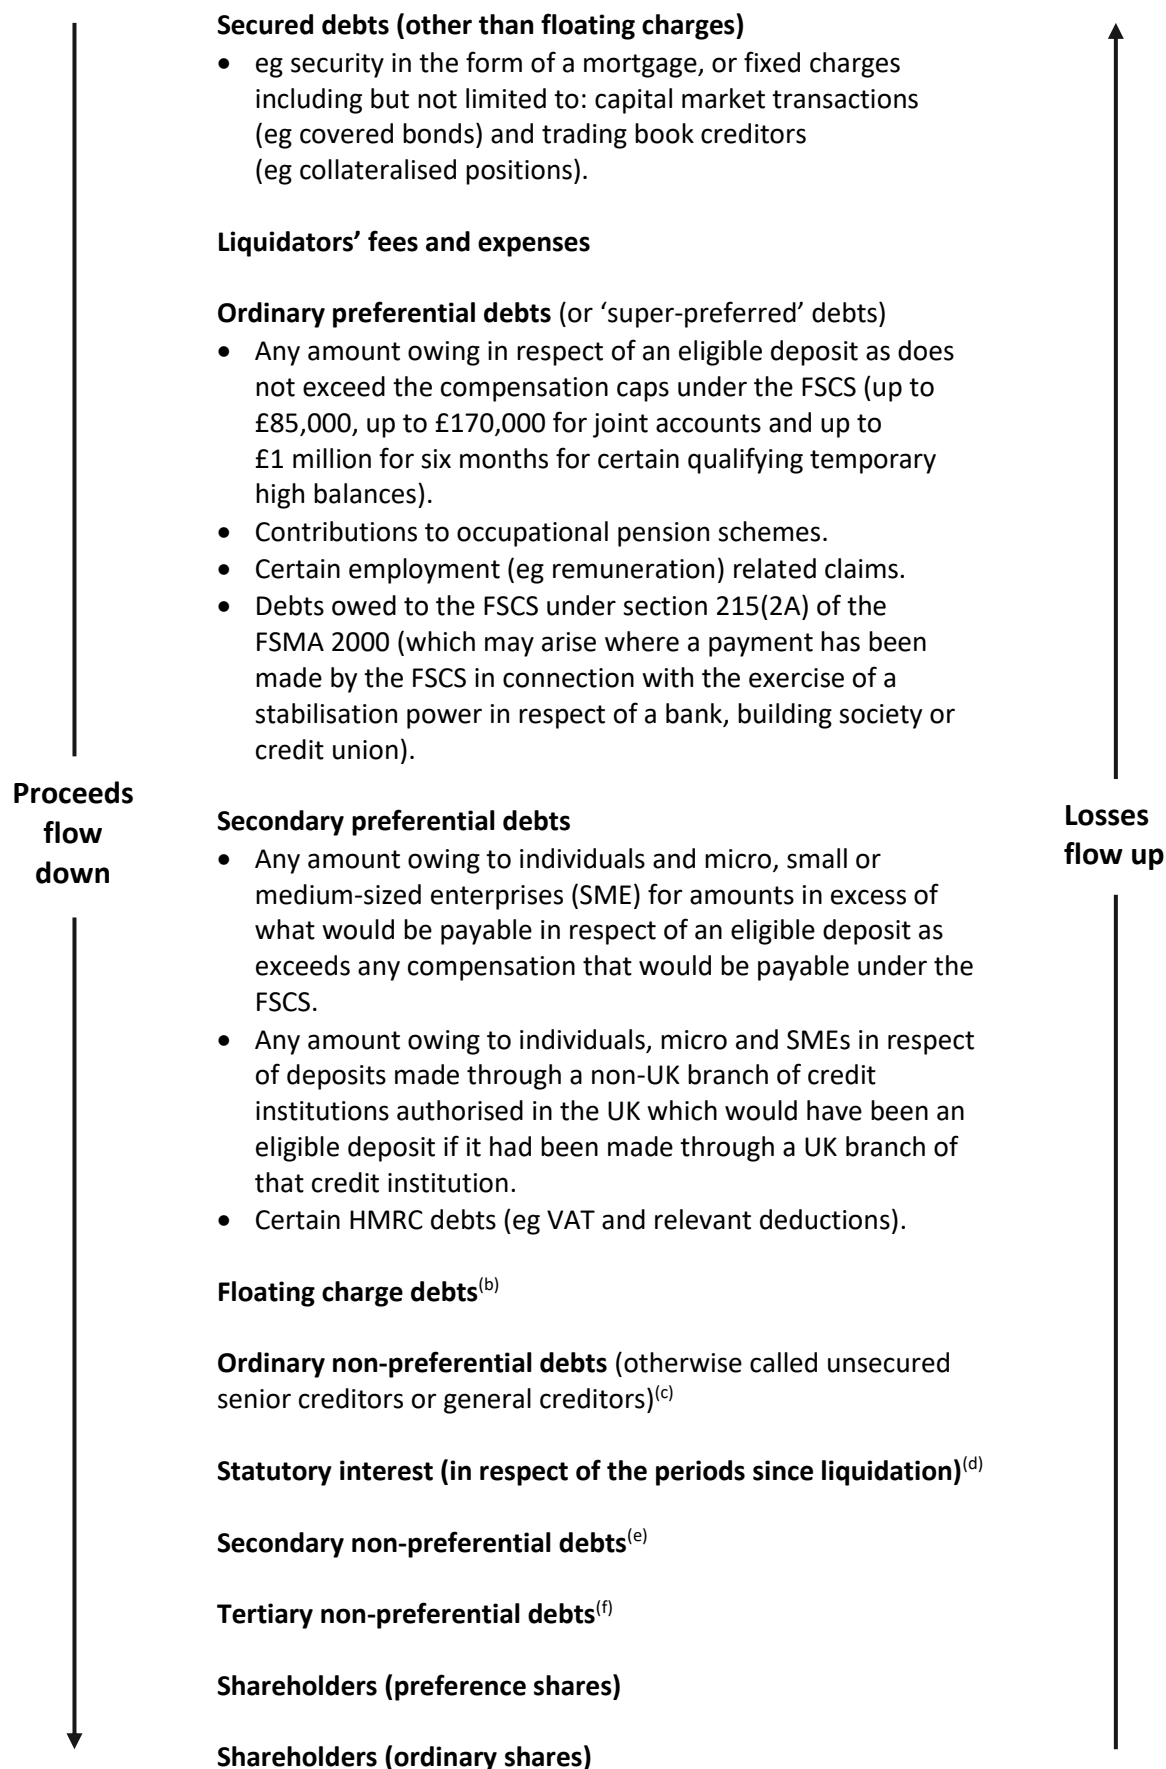 Secured debts (other than floating charges)
• eg security in the form of a mortgage, or fixed charges
including but not limited to: capital market transactions
(eg covered bonds) and trading book creditors
(eg collateralised positions).
Liquidators’ fees and expenses
Ordinary preferential debts (or ‘super-preferred’ debts)
• Any amount owing in respect of an eligible deposit as does
not exceed the compensation caps under the FSCS (up to
£85,000, up to £170,000 for joint accounts and up to
£1 million for six months for certain qualifying temporary
high balances).
• Contributions to occupational pension schemes.
• Certain employment (eg remuneration) related claims.
• Debts owed to the FSCS under section 215(2A) of the
FSMA 2000 (which may arise where a payment has been
made by the FSCS in connection with the exercise of a
stabilisation power in respect of a bank, building society or
credit union).
Proceeds
flow
down
Losses
flow up
Secondary preferential debts
• Any amount owing to individuals and micro, small or
medium-sized enterprises (SME) for amounts in excess of
what would be payable in respect of an eligible deposit as
exceeds any compensation that would be payable under the
FSCS.
• Any amount owing to individuals, micro and SMEs in respect
of deposits made through a non-UK branch of credit
institutions authorised in the UK which would have been an
eligible deposit if it had been made through a UK branch of
that credit institution.
• Certain HMRC debts (eg VAT and relevant deductions).
Floating charge debts(b)
Ordinary non-preferential debts (otherwise called unsecured
senior creditors or general creditors)(c)
Statutory interest (in respect of the periods since liquidation)(d)
Secondary non-preferential debts(e)
Tertiary non-preferential debts(f)
Shareholders (preference shares)
Shareholders (ordinary shares)